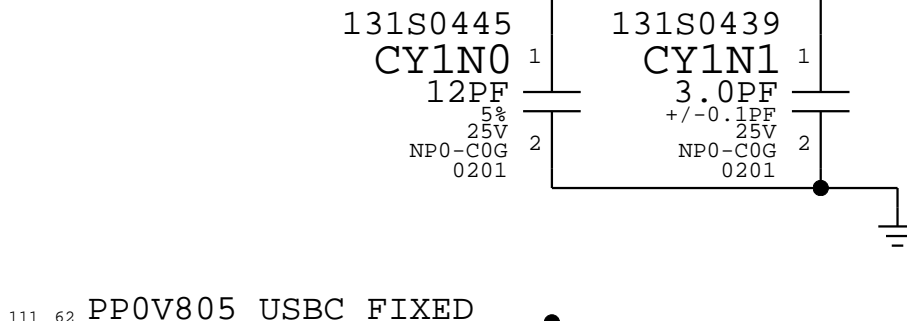 131S0445
CY1N0
1
12PF
5%
25V
NP0-C0G
2
0201
131S0439
CY1N1
1
3.0PF
+/-0.1PF
25V
NP0-C0G
2
0201
111 62 PP0V805 USBC FIXED